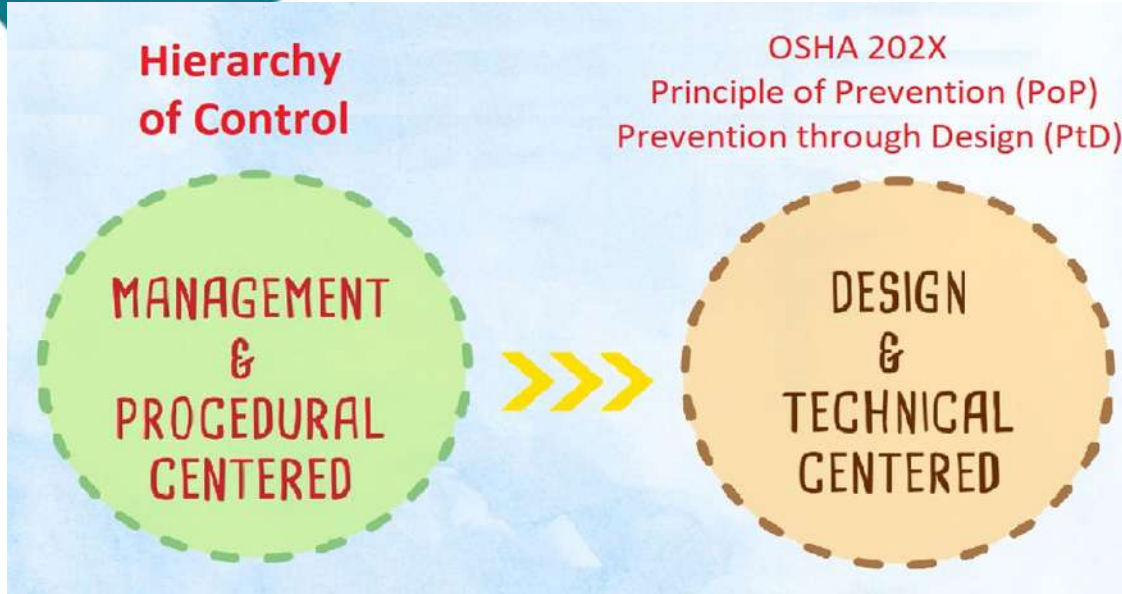 Hierarchy
of Control
OSHA 202X
Principle of Prevention (PoP)
Prevention through Design (PtD)
MANAGEMENT
&
PROCEDURAL
CENTERED
DESIGN
&
TECHNICAL
CENTERED